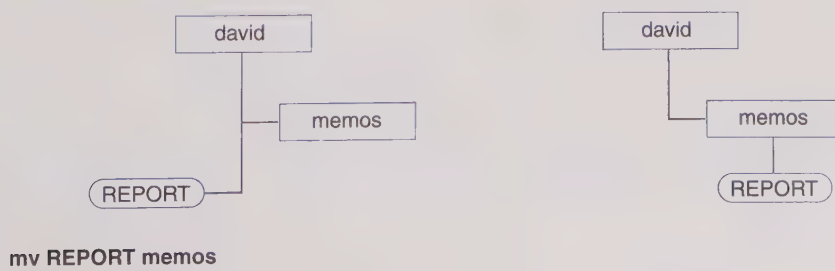 david
memos
REPORT
david
memos
REPORT
mv REPORT memos